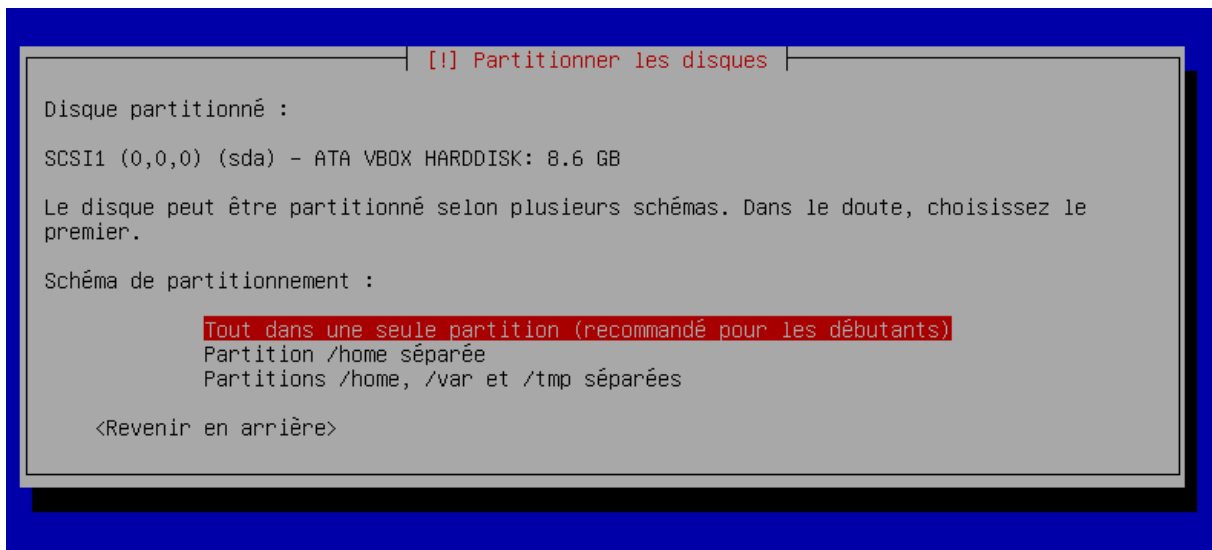 [!] Partitionner les disques
Disque partitionné :
SCSI1 (0,0,0) (sda) – ATA VBOX HARDDISK: 8.6 GB
Le disque peut être partitionné selon plusieurs schémas. Dans le doute, choisissez le
premier.
Schéma de partitionnement :
Tout dans une seule partition (recommandé pour les débutants)
Partition /home séparée
Partitions /home, /var et /tmp séparées
<Revenir en arrière>